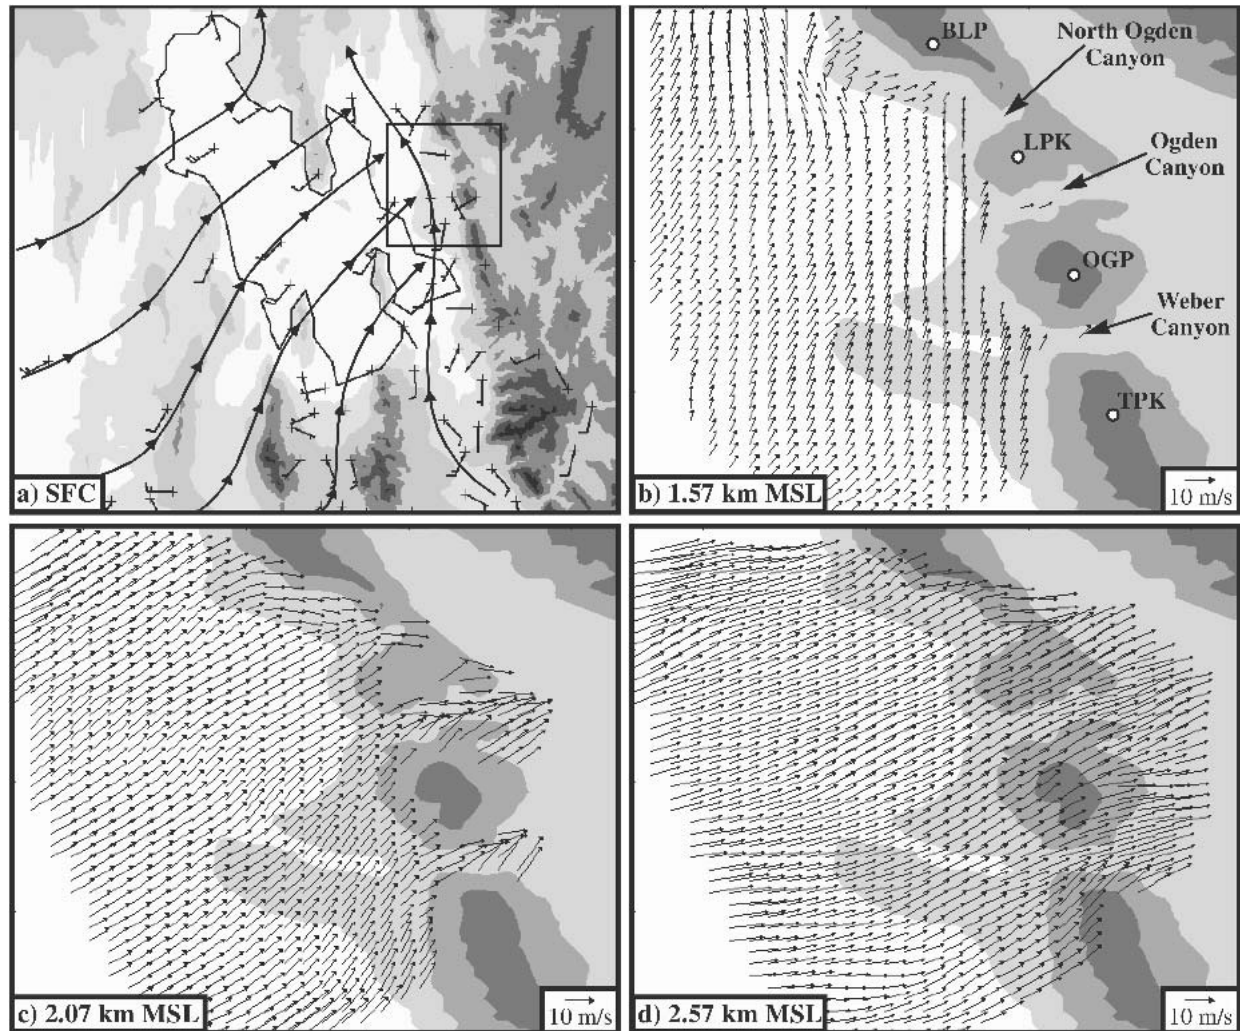 BLP
North Ogden
Canyon
LPK
Ogden
Canyon
OGP
Weber
Canyon
TPK
a) SFC
b) 1.57 km MSL
10 m/s
c) 2.07 km MSL
10 m/s
d) 2.57 km MSL
10 m/s